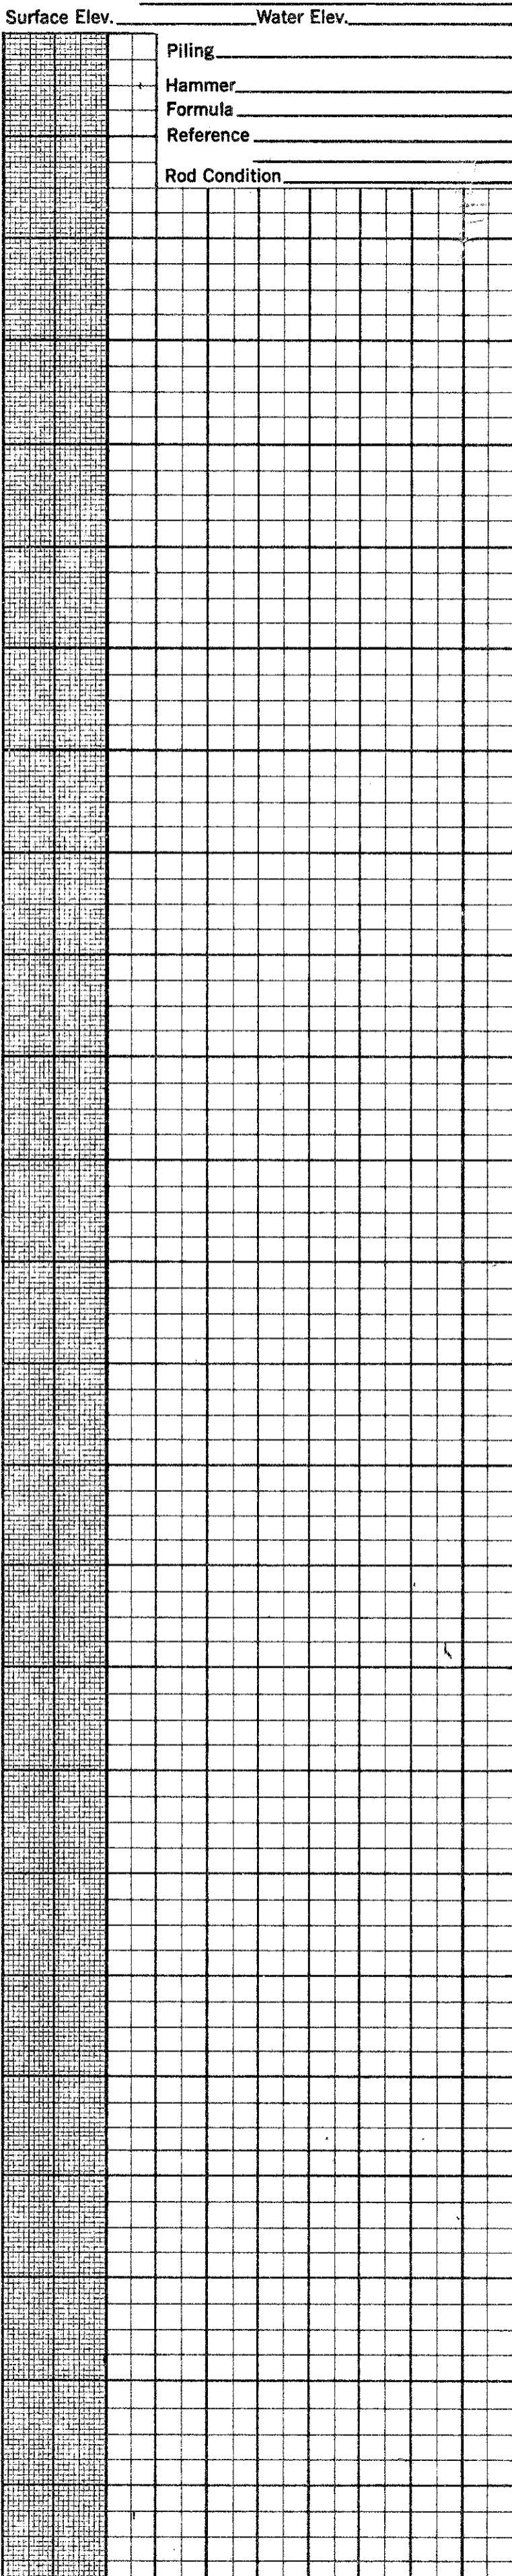 Surface Elev. Water Elev.
Piling
Hammer
Formula
Reference
Rod Condition